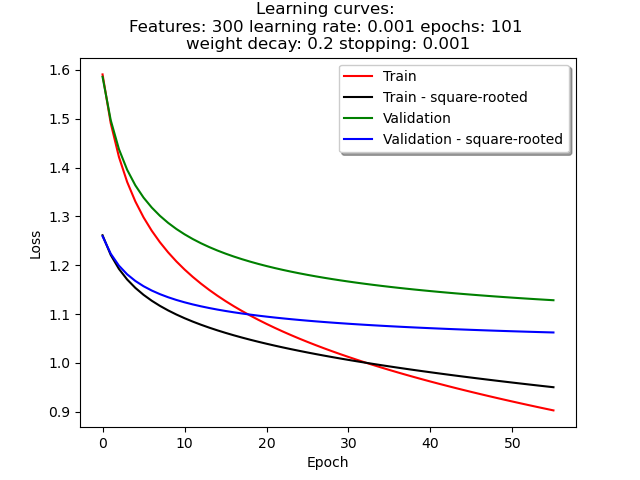 Learning curves:
Features: 300 learning rate: 0.001 epochs: 101
weight decay: 0.2 stopping: 0.001
Train
Train - square-rooted
Validation
Validation - square-rooted
Loss
1.6
1.5
1.4
1.3
1.2
1.1
1.0
0.9
0 10 20 30 40 50
Epoch